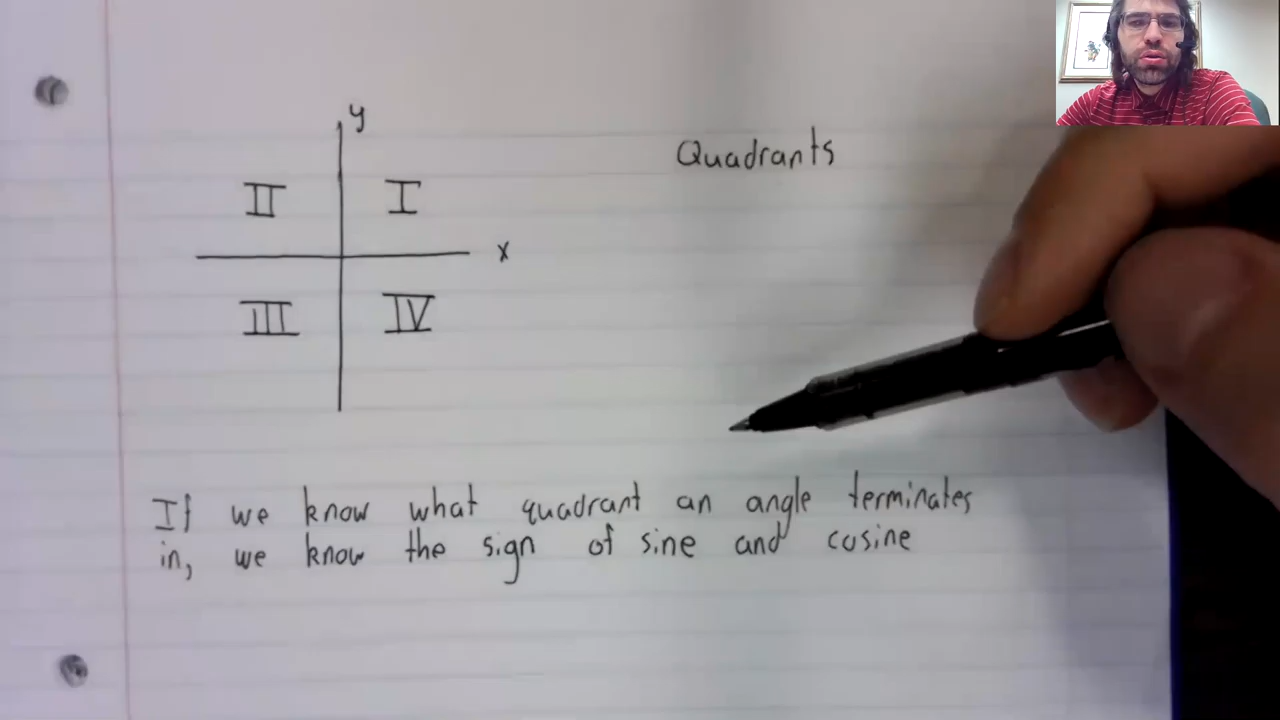 y
Quadrants
II I
x
III IV
If we know what quadrant an angle terminates
in, we know the sign of sine and cosine